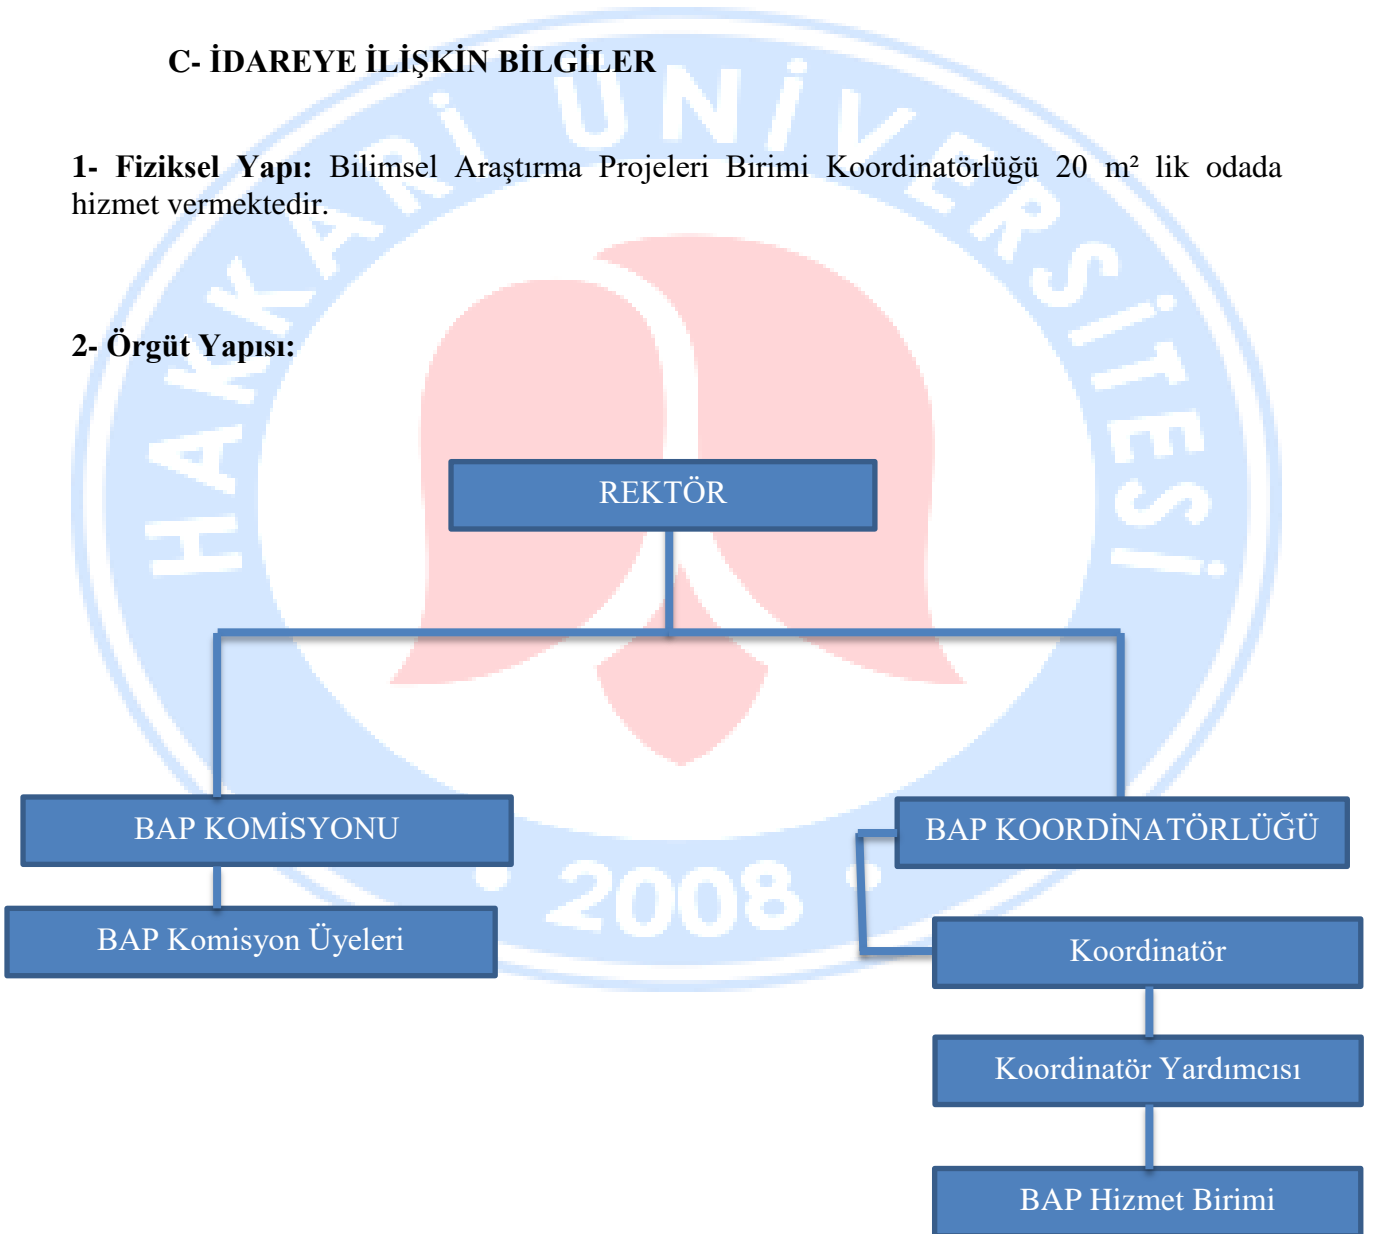 C- İDAREYE İLİŞKİN BİLGİLER
1- Fiziksel Yapı: Bilimsel Araştırma Projeleri Birimi Koordinatörlüğü 20 m² lik odada
hizmet vermektedir.
2- Örgüt Yapısı:
HAKKARİ ÜNİVERSİTESİ
REKTÖR
BAP KOMİSYONU
BAP KOORDİNATÖRLÜĞÜ
2008
BAP Komisyon Üyeleri
Koordinatör
Koordinatör Yardımcısı
BAP Hizmet Birimi